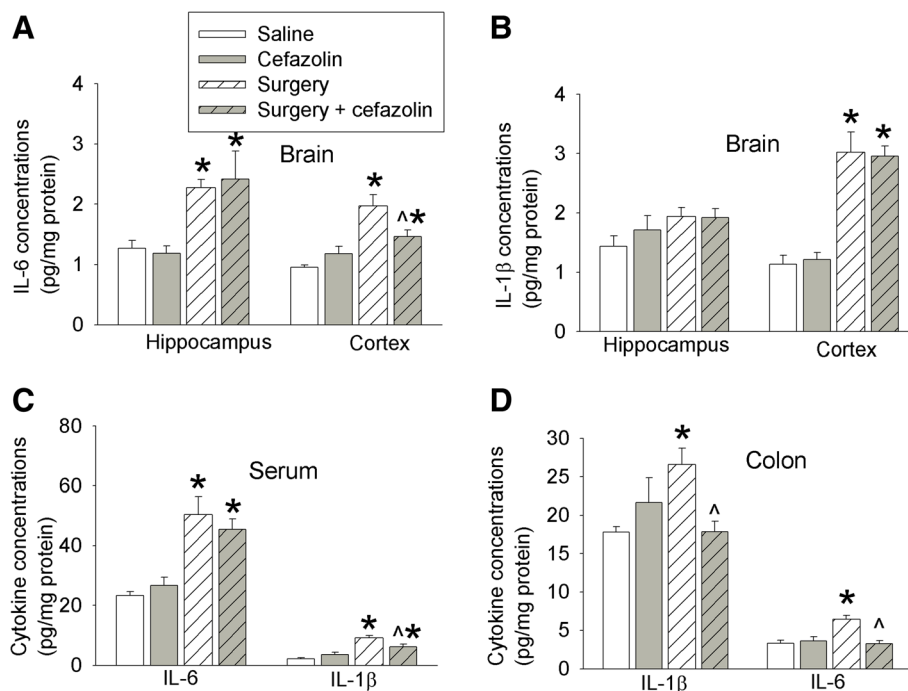 A
Saline
Cefazolin
Surgery
Surgery + cefazolin
IL-6 concentrations
(pg/mg protein)
4
3
2
1
0
Brain
* * * ^*
Hippocampus Cortex
B
IL-1β concentrations
(pg/mg protein)
4
3
2
1
0
Brain
* *
Hippocampus Cortex
C
Cytokine concentrations
(pg/mg protein)
80
60
40
20
0
Serum
* * * ^*
IL-6 IL-1β
D
Cytokine concentrations
(pg/mg protein)
30
25
20
15
10
5
0
Colon
* ^ * ^
IL-1β IL-6